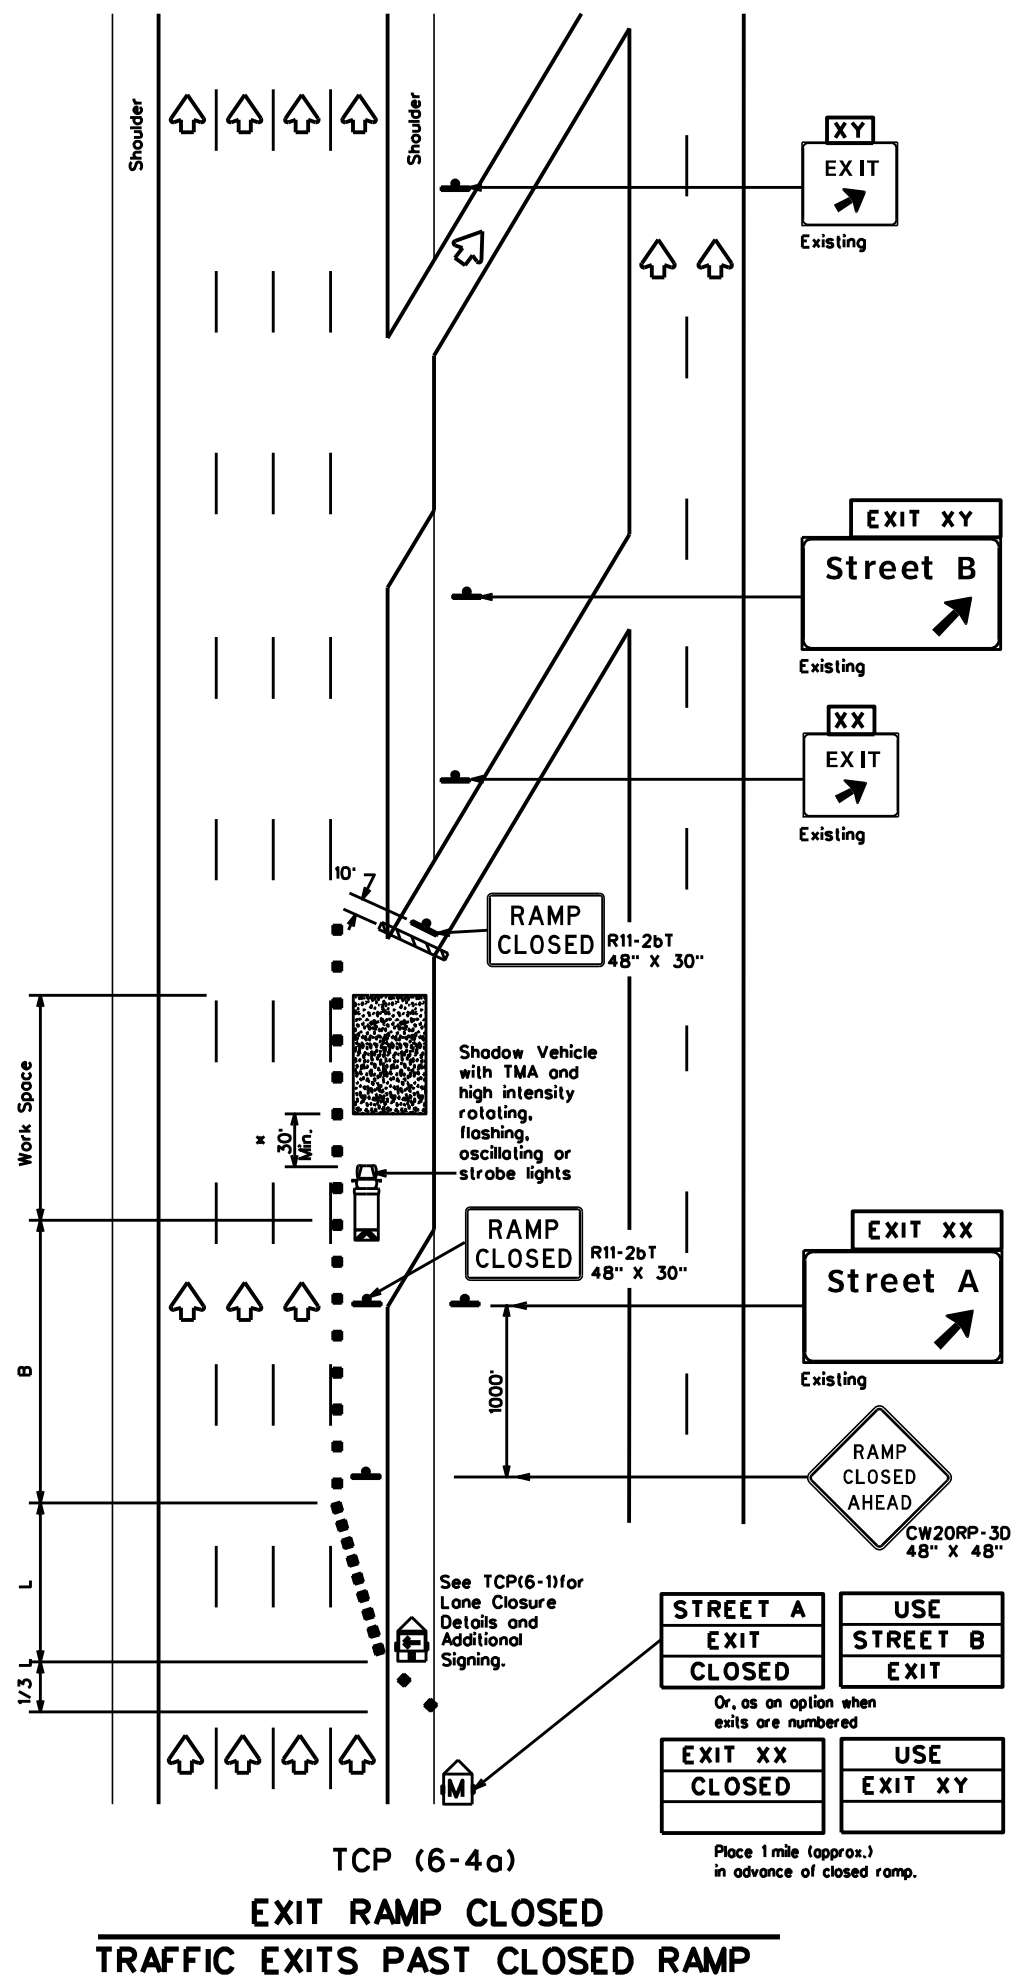 Shoulder
Shoulder
XY
EXIT
Existing
EXIT XY
Street B
Existing
XX
EXIT
Existing
10'
RAMP
CLOSED
R11-2bT
48" X 30"
Work Space
x
30'
Min.
Shadow Vehicle
with TMA and
high intensity
rotating,
flashing,
oscillating or
strobe lights
RAMP
CLOSED
R11-2bT
48" X 30"
EXIT XX
Street A
Existing
B
1000'
RAMP
CLOSED
AHEAD
CW20RP-3D
48" X 48"
L
See TCP(6-1)for
Lane Closure
Details and
Additional
Signing.
1/3 L
STREET A
EXIT
CLOSED
USE
STREET B
EXIT
Or, as an option when
exits are numbered
EXIT XX
CLOSED
USE
EXIT XY
M
Place 1 mile (approx.)
in advance of closed ramp.
TCP (6-4a)
EXIT RAMP CLOSED
TRAFFIC EXITS PAST CLOSED RAMP